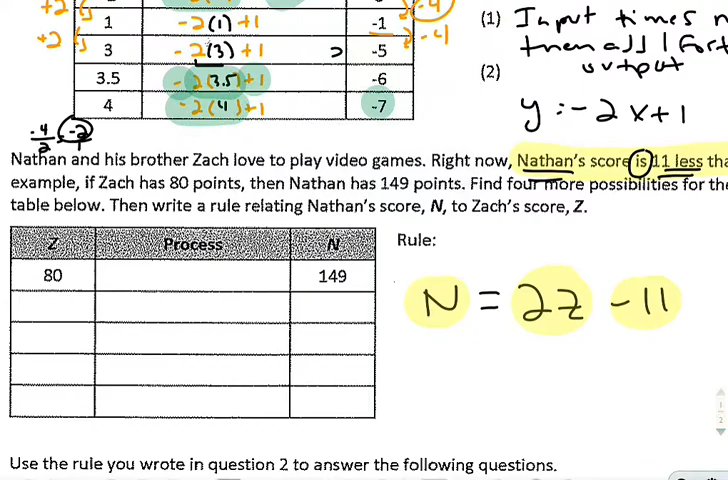 +2 -4
1 -2(1)+1 -1 (1) Input times
+2 -4
3 -2(3)+1 -5 then add 1 for
output
3.5 -2(3.5)+1 -6 (2)
4 -2(4)+1 -7 y = -2x+1
-4/2 = -2/1
Nathan and his brother Zach love to play video games. Right now, Nathan's score is 11 less
example, if Zach has 80 points, then Nathan has 149 points. Find four more possibilities for the
table below. Then write a rule relating Nathan's score, N, to Zach's score, Z.
Z Process N Rule:
80 149
N = 2Z - 11
Use the rule you wrote in question 2 to answer the following questions.